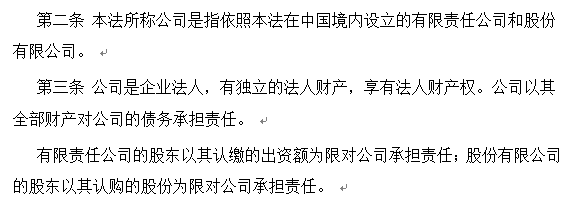 第二条 本法所称公司是指依照本法在中国境内设立的有限责任公司和股份
有限公司。
第三条 公司是企业法人，有独立的法人财产，享有法人财产权。公司以其
全部财产对公司的债务承担责任。
有限责任公司的股东以其认缴的出资额为限对公司承担责任；股份有限公司
的股东以其认购的股份为限对公司承担责任。